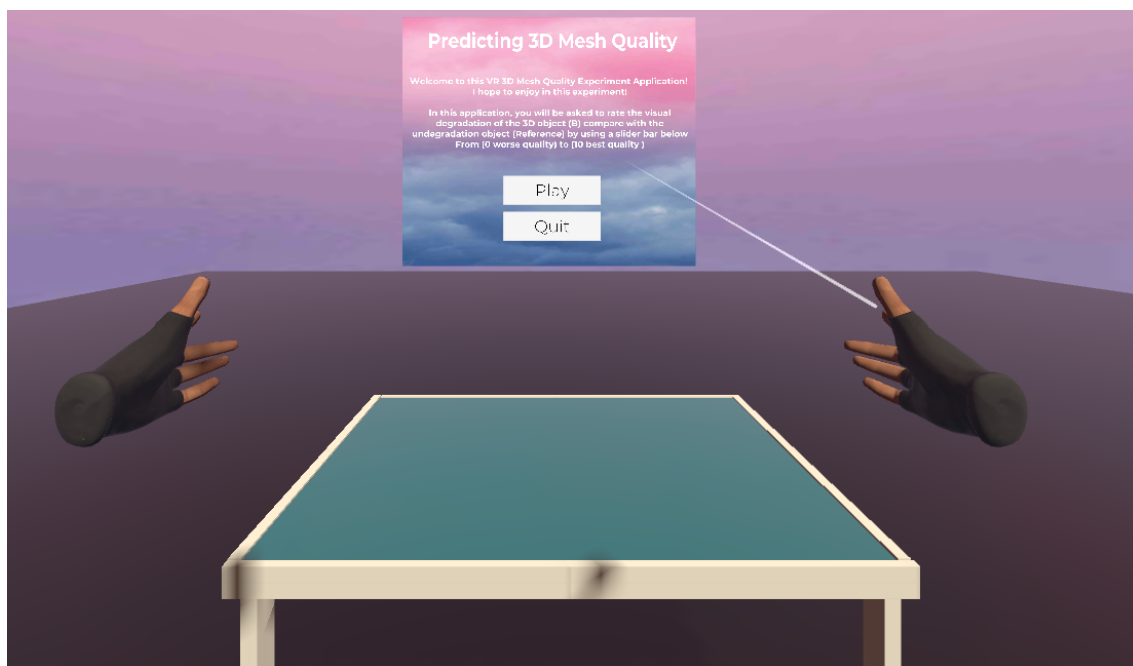 Predicting 3D Mesh Quality
Welcome to this VR 3D Mesh Quality Experiment Application!
I hope to enjoy in this experiment!
In this application, you will be asked to rate the visual
degradation of the 3D object (B) compare with the
undegradation object [Reference] by using a slider bar below
From [0 worse quality) to [10 best quality )
Play
Quit